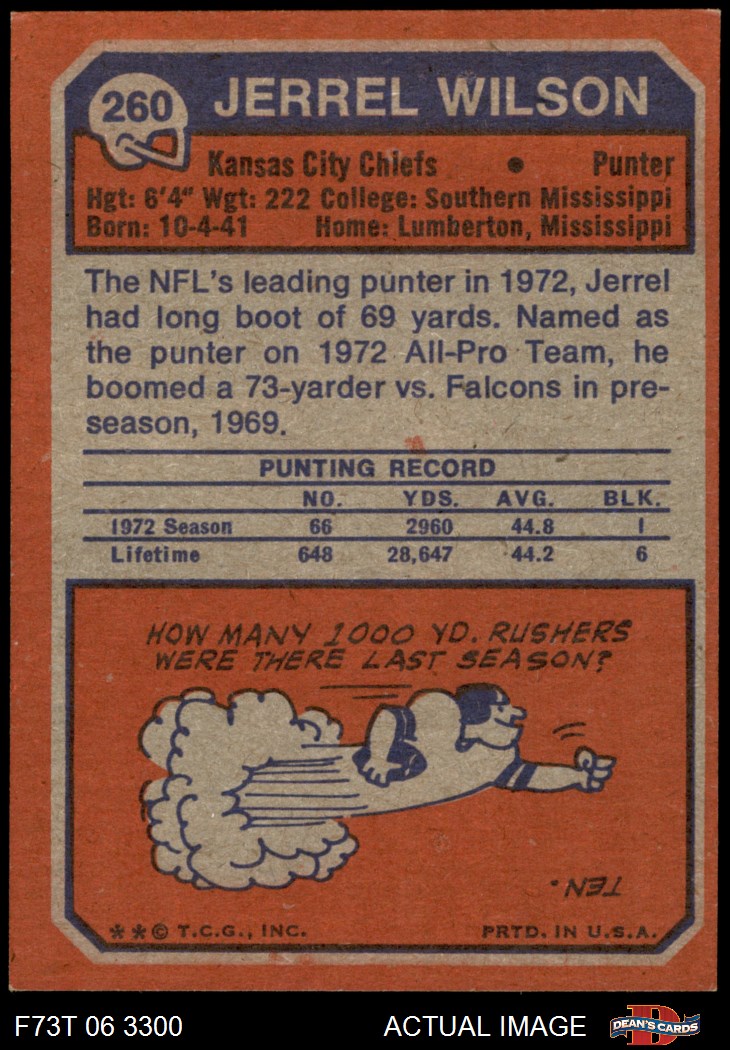 260 JERREL WILSON
Kansas City Chiefs • Punter
Hgt: 6'4" Wgt: 222 College: Southern Mississippi
Born: 10-4-41 Home: Lumberton, Mississippi
The NFL's leading punter in 1972, Jerrel
had long boot of 69 yards. Named as
the punter on 1972 All-Pro Team, he
boomed a 73-yarder vs. Falcons in pre-
season, 1969.
PUNTING RECORD
NO. YDS. AVG. BLK.
1972 Season 66 2960 44.8 1
Lifetime 648 28,647 44.2 6
HOW MANY 1000 YD. RUSHERS
WERE THERE LAST SEASON?
TEN.
**© T.C.G., INC. PRTD. IN U.S.A.
F73T 06 3300 ACTUAL IMAGE D DEAN'S CARDS